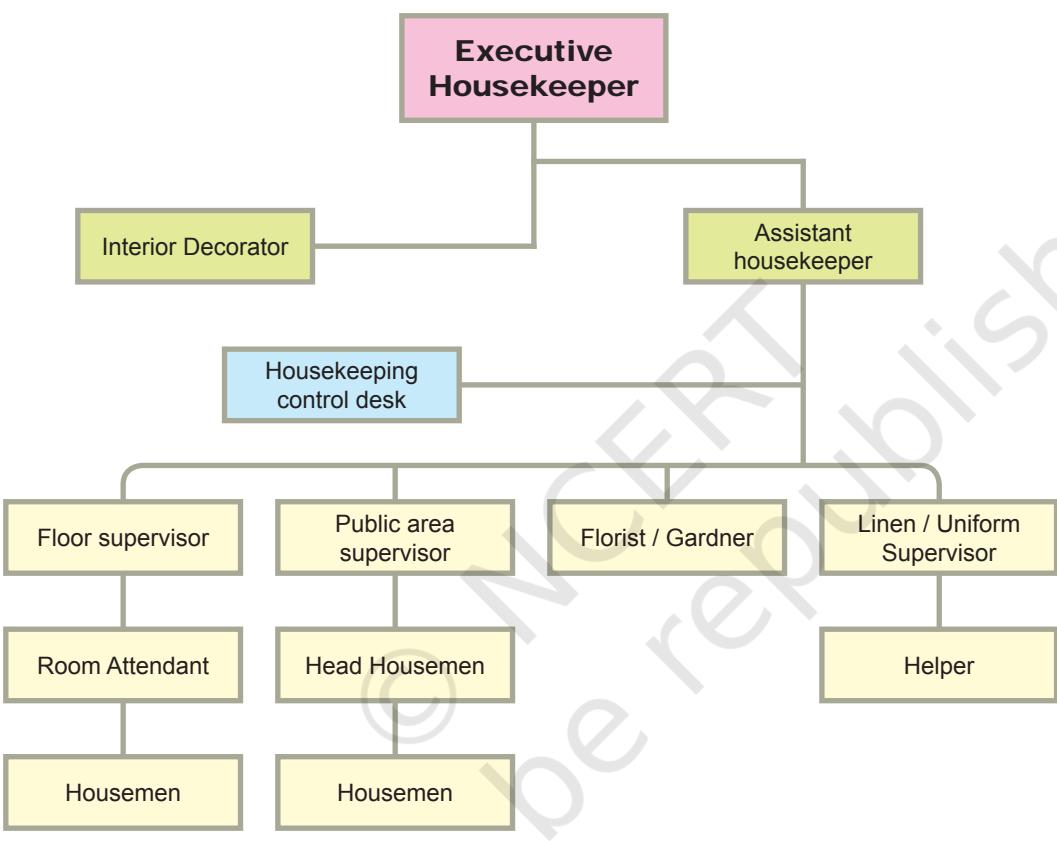 Executive
Housekeeper
Interior Decorator
Assistant
housekeeper
Housekeeping
control desk
Floor supervisor
Public area
supervisor
Florist / Gardner
Linen / Uniform
Supervisor
Room Attendant
Head Housemen
Helper
Housemen
Housemen
© NCERT
be republish